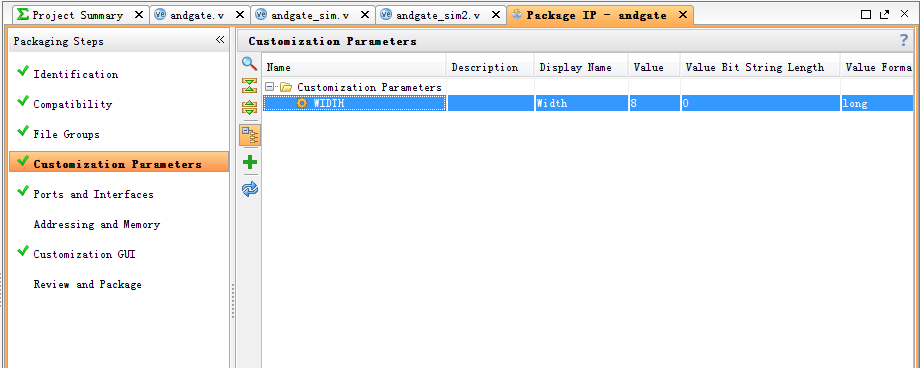 Project Summary andgate.v andgate_sim.v andgate_sim2.v Package IP - andgate
Packaging Steps
Identification
Compatibility
File Groups
Customization Parameters
Ports and Interfaces
Addressing and Memory
Customization GUI
Review and Package
Customization Parameters
Name Description Display Name Value Value Bit String Length Value Forma
Customization Parameters
WIDTH Width 8 0 long